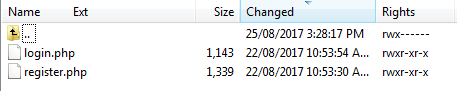 Name Ext Size Changed Rights
.. 25/08/2017 3:28:17 PM rwx------
login.php 1,143 22/08/2017 10:53:54 A... rwxr-xr-x
register.php 1,339 22/08/2017 10:53:30 A... rwxr-xr-x